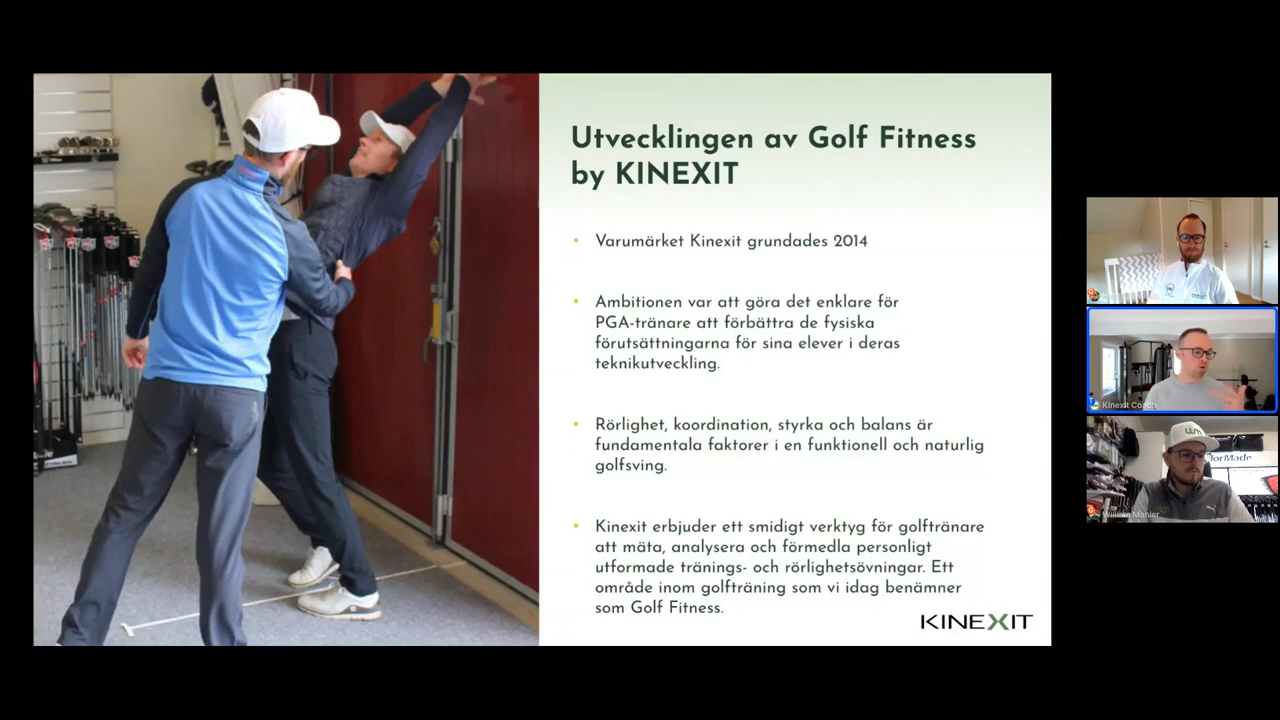 Utvecklingen av Golf Fitness
by KINEXIT
Varumärket Kinexit grundades 2014
Ambitionen var att göra det enklare för
PGA-tränare att förbättra de fysiska
förutsättningarna för sina elever i deras
teknikutveckling.
Rörlighet, koordination, styrka och balans är
fundamentala faktorer i en funktionell och naturlig
golfsving.
Kinexit erbjuder ett smidigt verktyg för golftränare
att mäta, analysera och förmedla personligt
utformade tränings- och rörlighetsövningar. Ett
område inom golfträning som vi idag benämner
som Golf Fitness.
KINEXIT
Kinexit Coach
William Monier